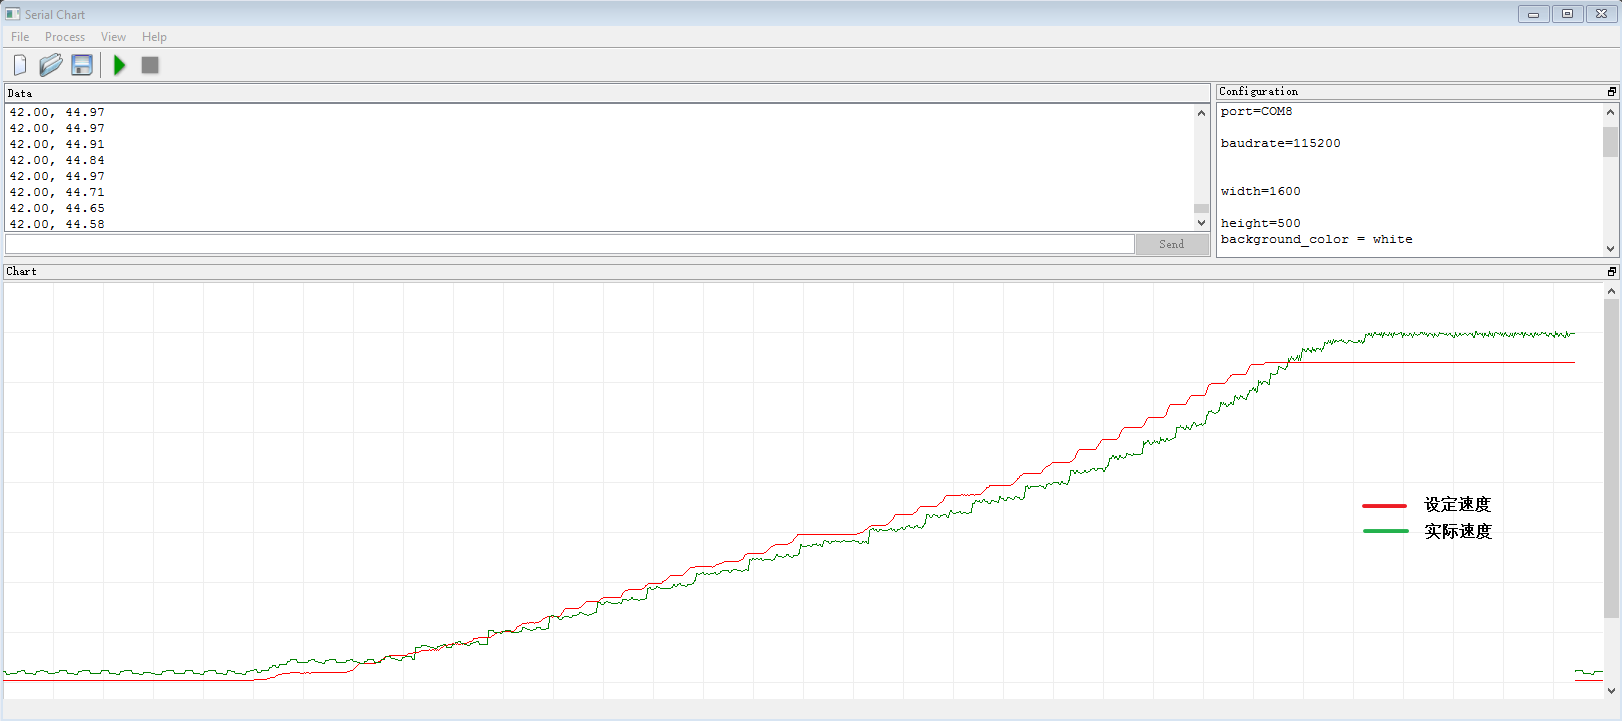 Serial Chart
File Process View Help
Data
42.00, 44.97
42.00, 44.97
42.00, 44.91
42.00, 44.84
42.00, 44.97
42.00, 44.71
42.00, 44.65
42.00, 44.58
Send
Configuration
port=COM8
baudrate=115200
width=1600
height=500
background_color = white
Chart
设定速度
实际速度